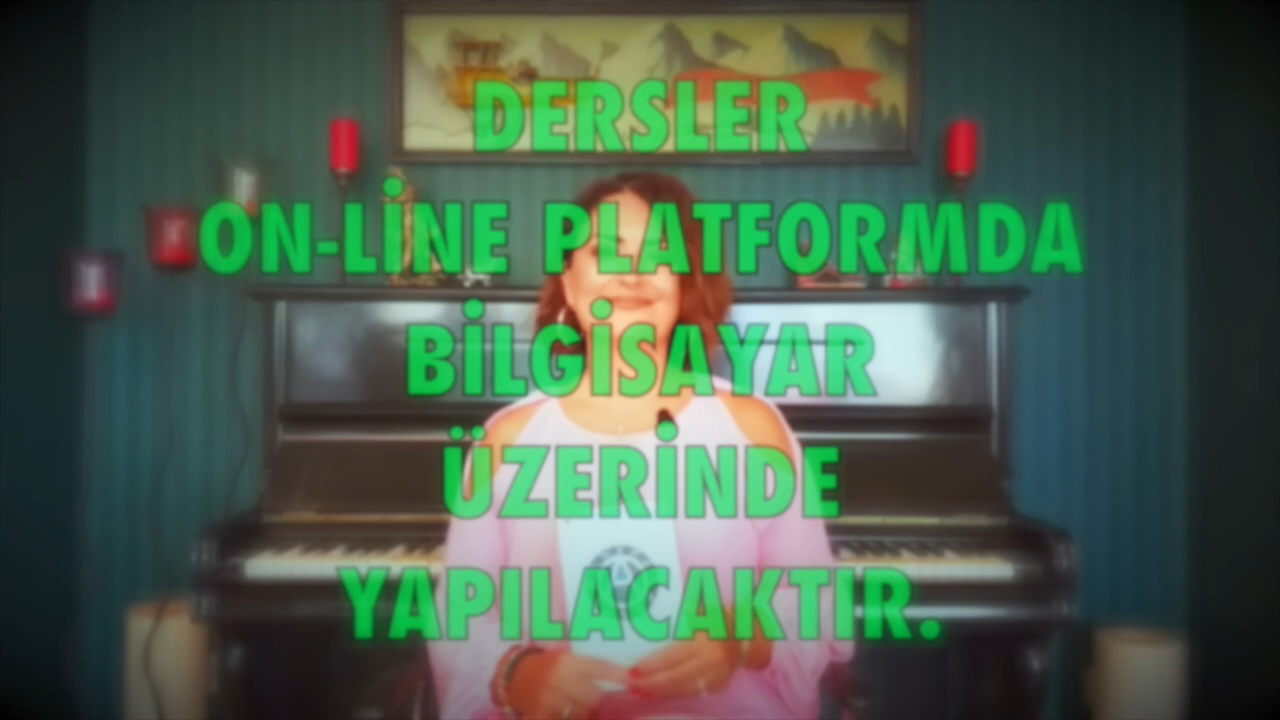 DERSLER
ON-LİNE PLATFORMDA
BİLGİSAYAR
ÜZERİNDE
YAPILACAKTIR.